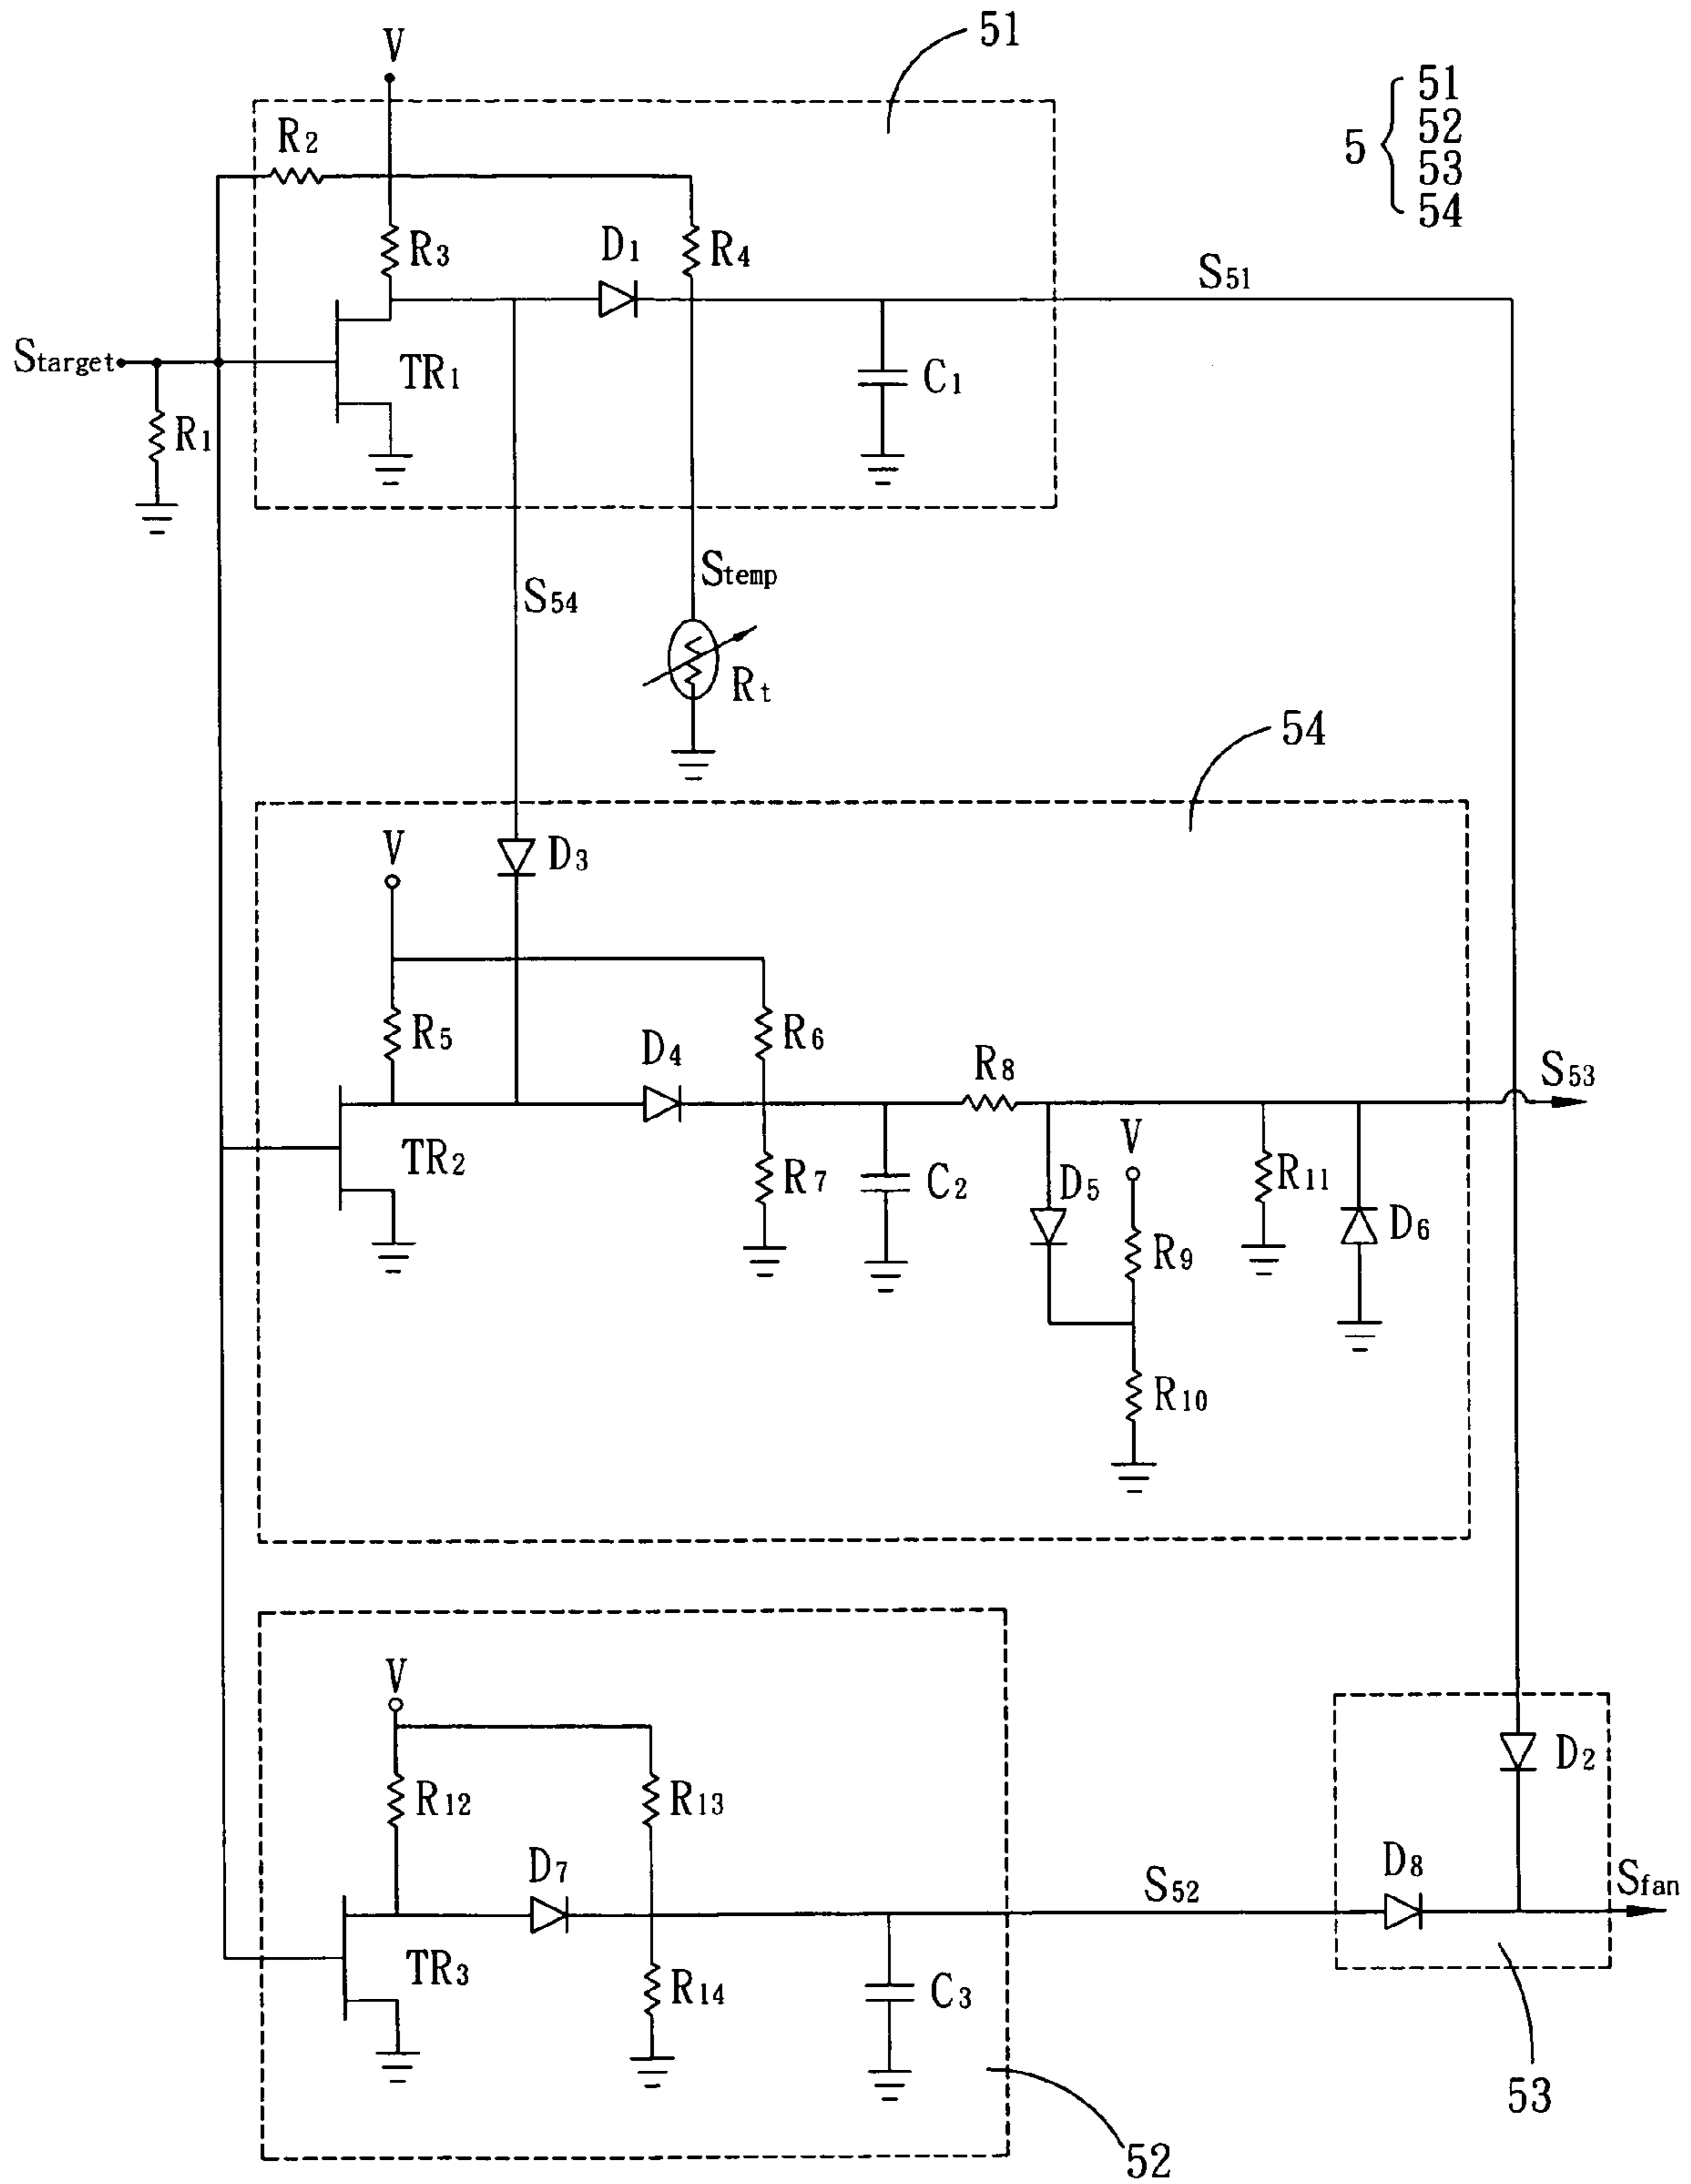 V
51
5 { 51
52
53
54
R2
R3
D1
R4
S51
Starget
TR1
C1
R1
Stemp
S54
Rt
54
V
D3
R5
R6
D4
R8
S53
TR2
V
R7
C2
D5
R11
D6
R9
R10
V
D2
R12
R13
D7
S52
D8
Sfan
TR3
R14
C3
53
52